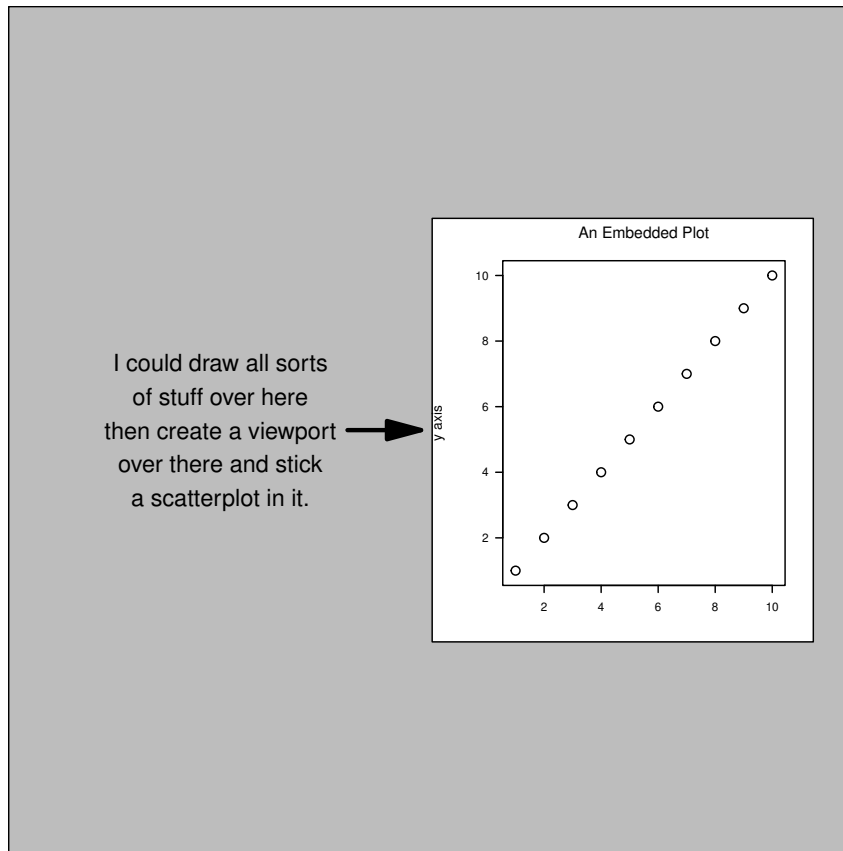 An Embedded Plot
I could draw all sorts
of stuff over here
then create a viewport
over there and stick
a scatterplot in it.
y axis
10
8
6
4
2
2 4 6 8 10